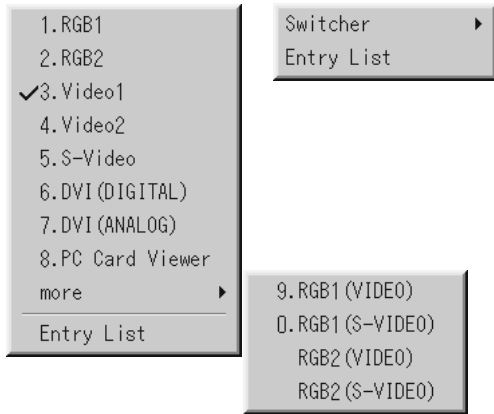 1.RGB1
2.RGB2
3.Video1
4.Video2
5.S-Video
6.DVI(DIGITAL)
7.DVI(ANALOG)
8.PC Card Viewer
more
Entry List
Switcher
Entry List
9.RGB1(VIDEO)
0.RGB1(S-VIDEO)
RGB2(VIDEO)
RGB2(S-VIDEO)